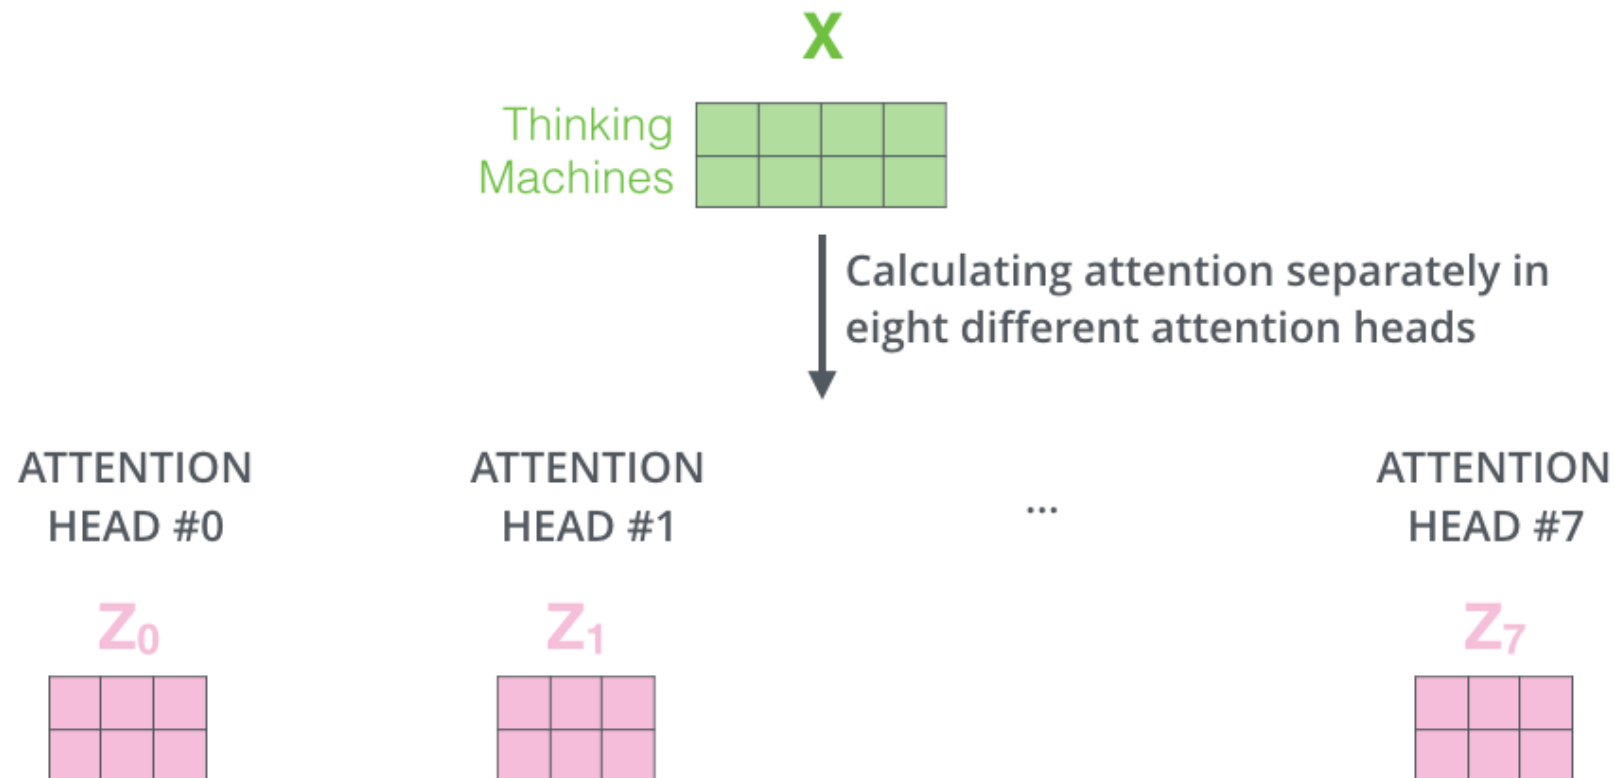 X
Thinking
Machines
Calculating attention separately in
eight different attention heads
ATTENTION
HEAD #0
ATTENTION
HEAD #1
...
ATTENTION
HEAD #7
Z0
Z1
Z7